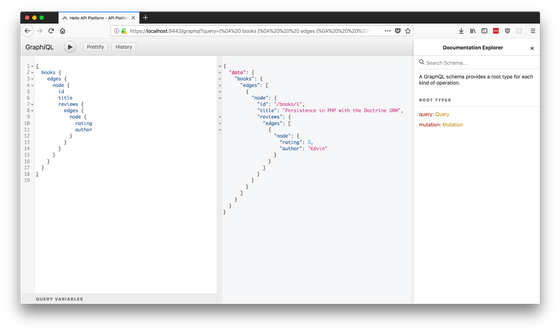 Hello API Platform - API Platf
https://localhost:8443/graphql?query={%0A%20 books {%0A%20%20%20 edges {%0A%20%20%20%20
GraphiQL
Prettify
History
1 {
2 books {
3 edges {
4 node {
5 id
6 title
7 reviews {
8 edges {
9 node {
10 rating
11 author
12 }
13 }
14 }
15 }
16 }
17 }
18 }
19
QUERY VARIABLES
{
"data": {
"books": {
"edges": [
{
"node": {
"id": "/books/1",
"title": "Persistence in PHP with the Doctrine ORM",
"reviews": {
"edges": [
{
"node": {
"rating": 5,
"author": "Kévin"
}
}
]
}
}
}
]
}
}
}
Documentation Explorer
Search Schema...
A GraphQL schema provides a root type for each
kind of operation.
ROOT TYPES
query: Query
mutation: Mutation